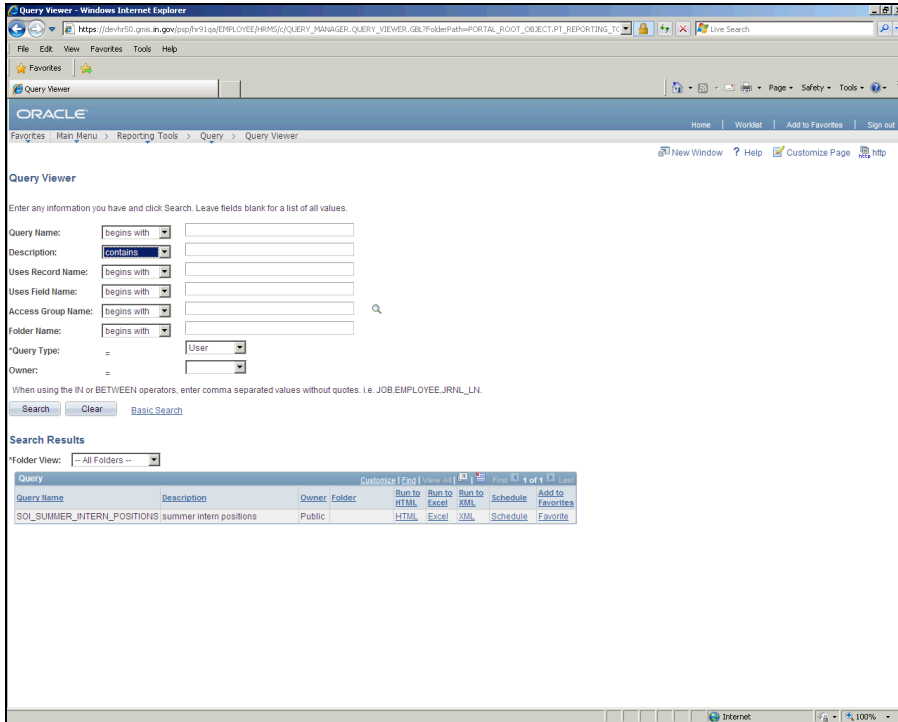 Query Viewer - Windows Internet Explorer
https://devhr50.gmis.in.gov/psp/hr91qa/EMPLOYEE/HRMS/c/QUERY_MANAGER.QUERY_VIEWER.GBL?FolderPath=PORTAL_ROOT_OBJECT.PT_REPORTING_TC
Live Search
File Edit View Favorites Tools Help
Favorites
Query Viewer
Page Safety Tools
ORACLE
Home | Worklist | Add to Favorites | Sign out
Favorites | Main Menu > Reporting Tools > Query > Query Viewer
New Window ? Help Customize Page http
Query Viewer
Enter any information you have and click Search. Leave fields blank for a list of all values.
Query Name: begins with
Description: contains
Uses Record Name: begins with
Uses Field Name: begins with
Access Group Name: begins with
Folder Name: begins with
*Query Type: = User
Owner: =
When using the IN or BETWEEN operators, enter comma separated values without quotes. i.e. JOB,EMPLOYEE,JRNL_LN.
Search Clear Basic Search
Search Results
*Folder View: -- All Folders --
Query Customize | Find | View All | First 1 of 1 Last
Query Name Description Owner Folder Run to HTML Run to Excel Run to XML Schedule Add to Favorites
SOI_SUMMER_INTERN_POSITIONS summer intern positions Public HTML Excel XML Schedule Favorite
Internet 100%